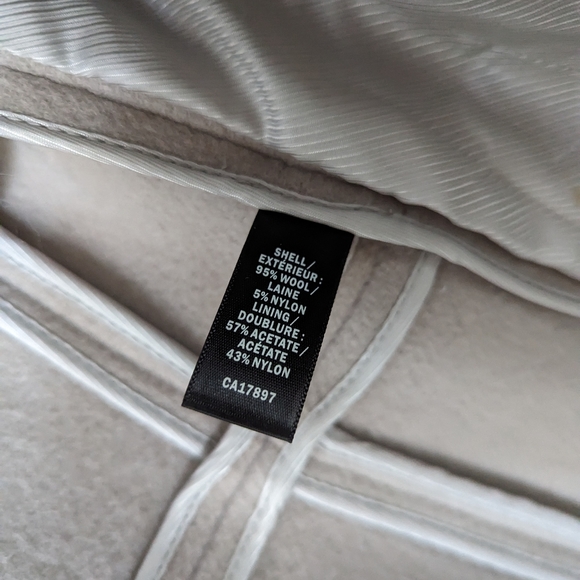 SHELL/
EXTÉRIEUR:
95% WOOL/
LAINE
5% NYLON
LINING/
DOUBLURE:
57% ACETATE/
ACÉTATE
43% NYLON
CA17897